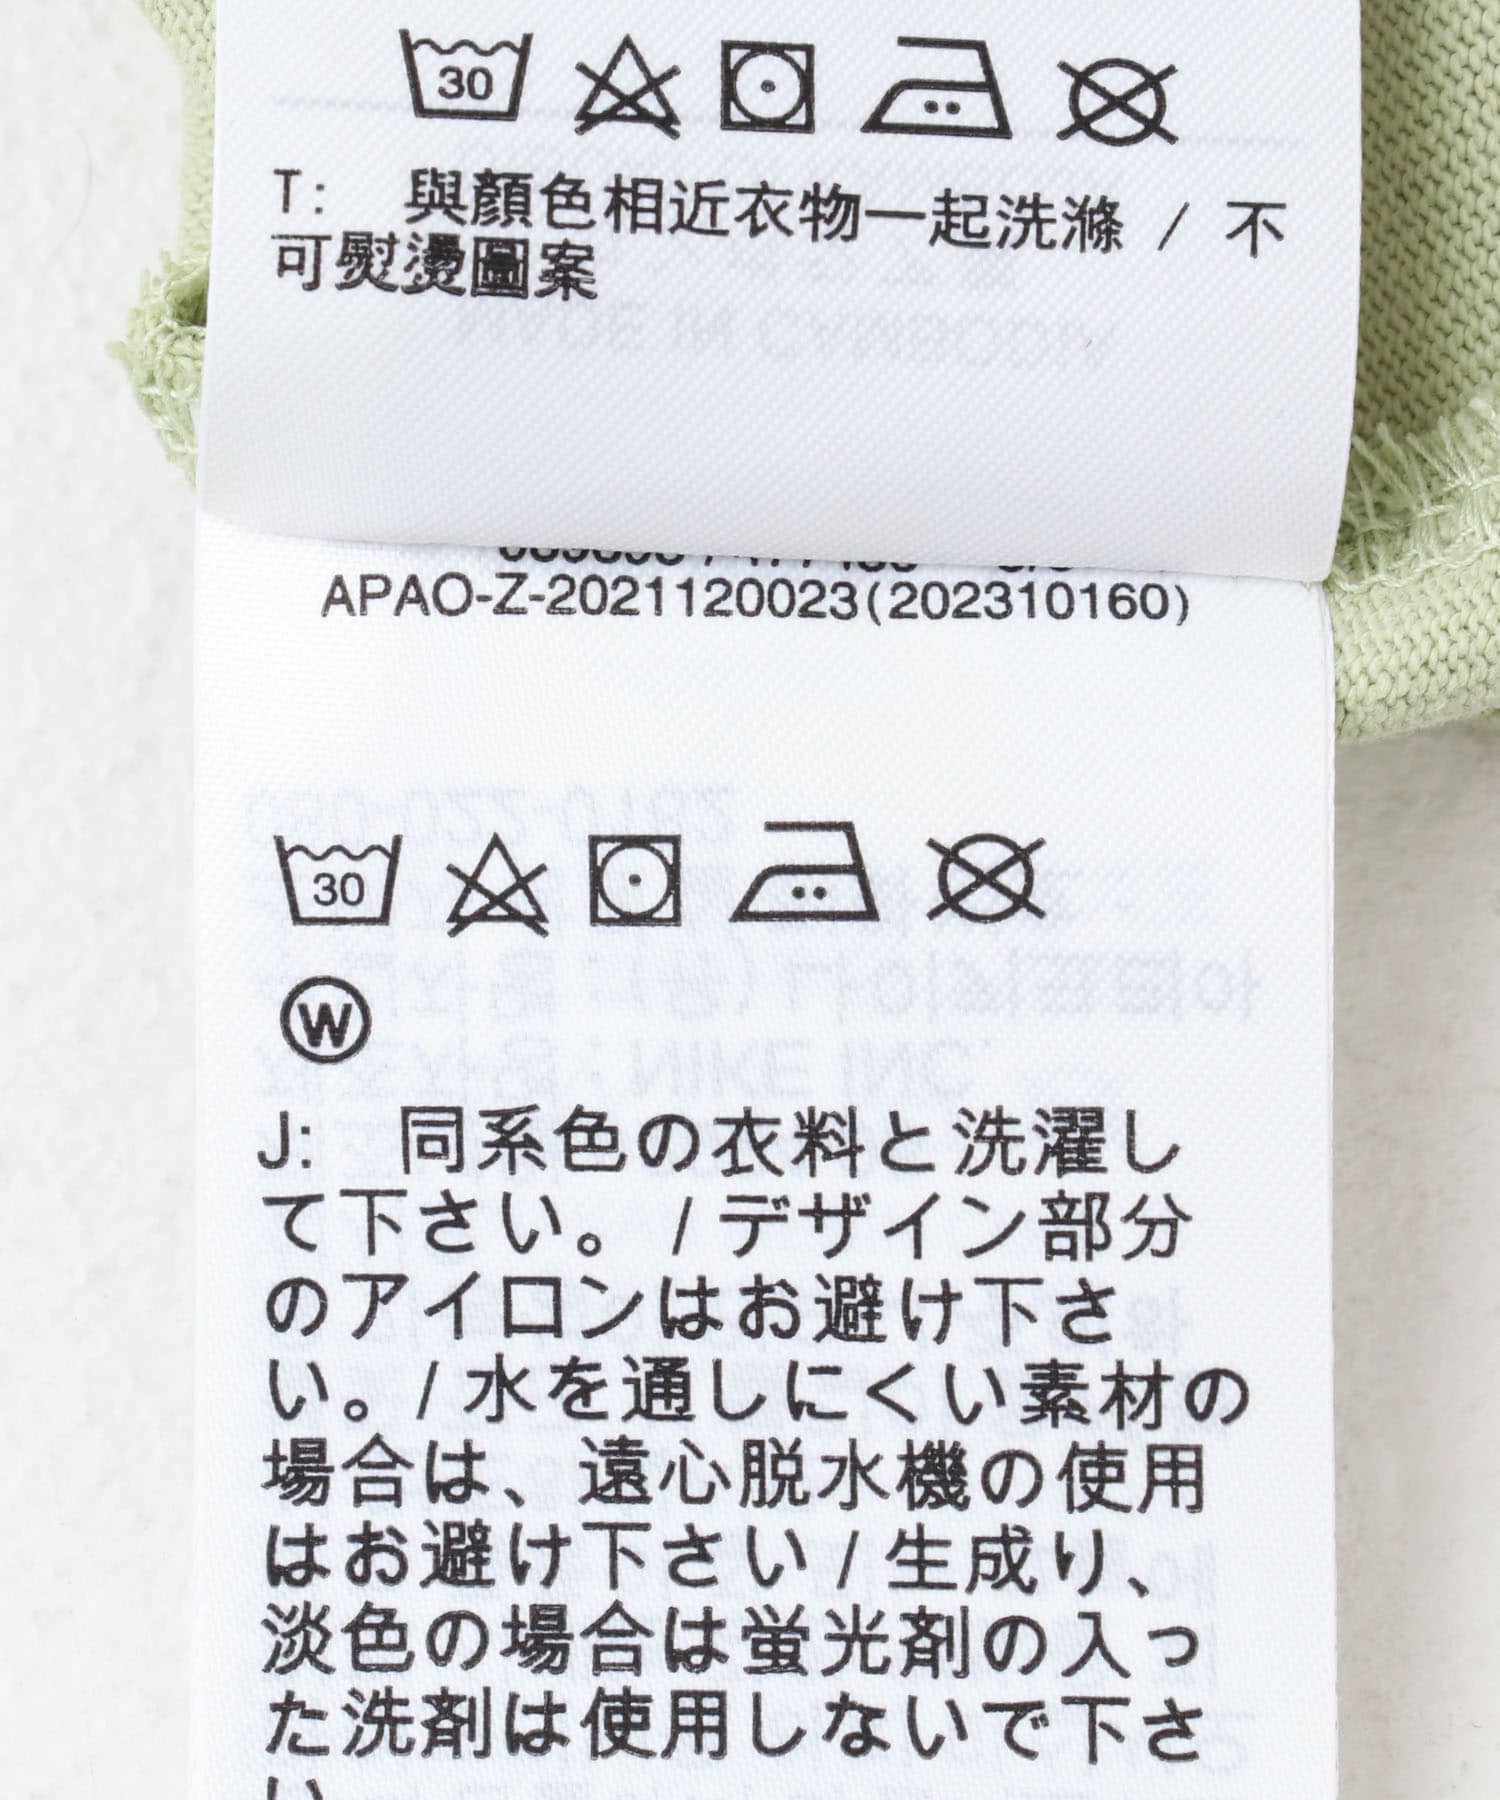 30
T: 與顏色相近衣物一起洗滌 / 不
可熨燙圖案
APAO-Z-2021120023(202310160)
30
W
J: 同系色の衣料と洗濯し
て下さい。/デザイン部分
のアイロンはお避け下さ
い。/水を通しにくい素材の
場合は、遠心脱水機の使用
はお避け下さい/生成り、
淡色の場合は蛍光剤の入っ
た洗剤は使用しないで下さ
い